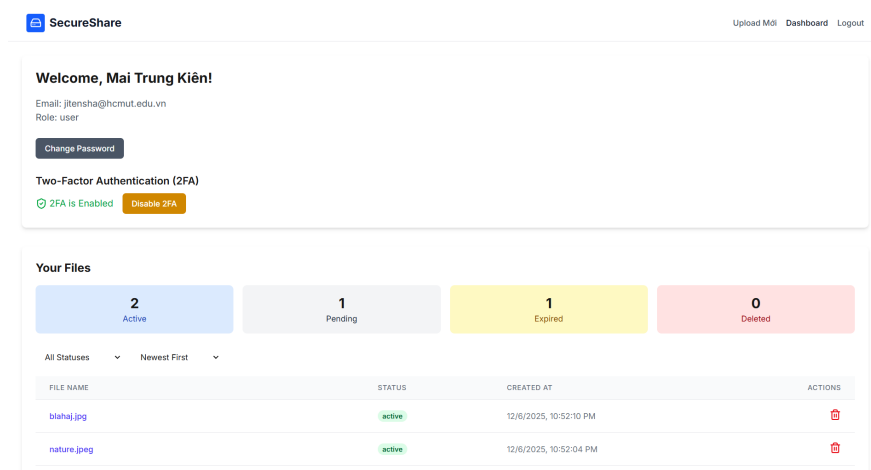 SecureShare
Upload Mới Dashboard Logout
Welcome, Mai Trung Kiên!
Email: jitensha@hcmut.edu.vn
Role: user
Change Password
Two-Factor Authentication (2FA)
2FA is Enabled Disable 2FA
Your Files
2 1 1 0
Active Pending Expired Deleted
All Statuses Newest First
FILE NAME STATUS CREATED AT ACTIONS
blahaj.jpg active 12/6/2025, 10:52:10 PM
nature.jpeg active 12/6/2025, 10:52:04 PM